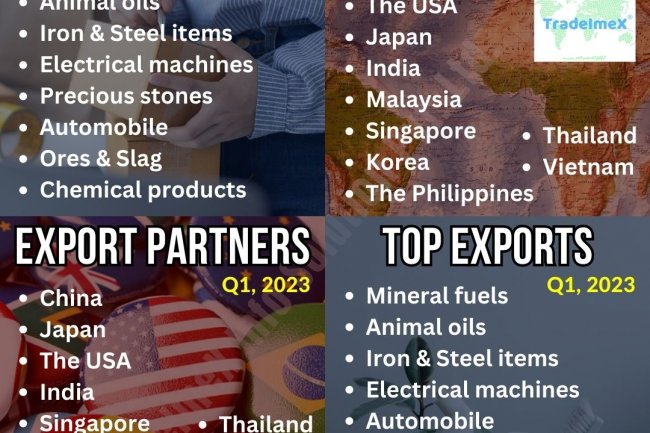 Animal oils
• Iron & Steel items
• Electrical machines
• Precious stones
• Automobile
• Ores & Slag
• Chemical products
• The USA
• Japan
• India
• Malaysia
• Singapore
• Korea
• The Philippines
• Thailand
• Vietnam
TradeImeX®
EXPORT PARTNERS
Q1, 2023
• China
• Japan
• The USA
• India
• Singapore
• Thailand
TOP EXPORTS
Q1, 2023
• Mineral fuels
• Animal oils
• Iron & Steel items
• Electrical machines
• Automobile